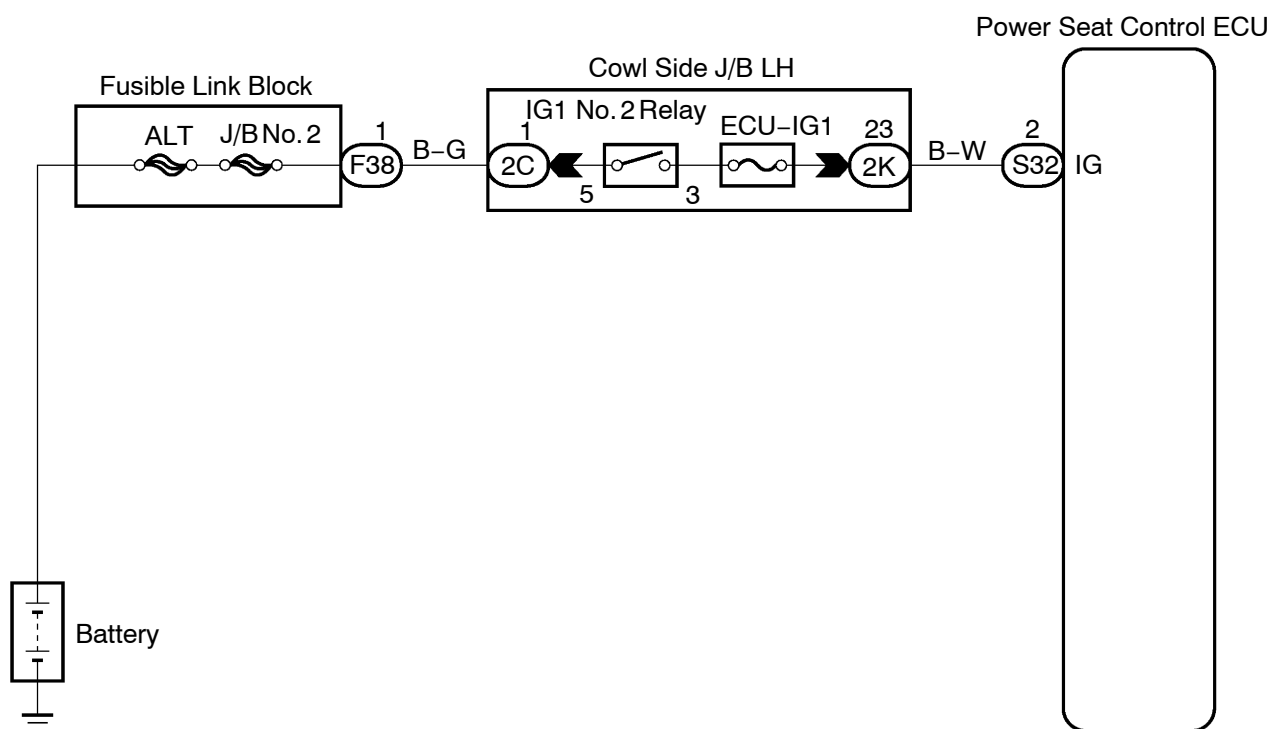 Power Seat Control ECU
Cowl Side J/B LH
Fusible Link Block
IG1 No. 2 Relay
ALT
J/B No. 2
1
F38
B–G
1
2C
5
3
ECU–IG1
23
2K
B–W
2
S32
IG
Battery